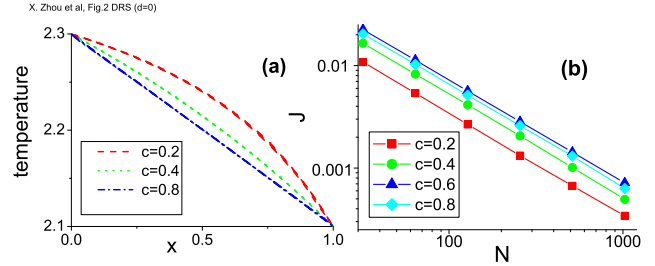 X. Zhou et al, Fig.2 DRS (d=0)
2.3
2.2
2.1
temperature
(a)
c=0.2
c=0.4
c=0.8
0.0
0.5
1.0
x
0.01
0.001
J
(b)
c=0.2
c=0.4
c=0.6
c=0.8
100
1000
N